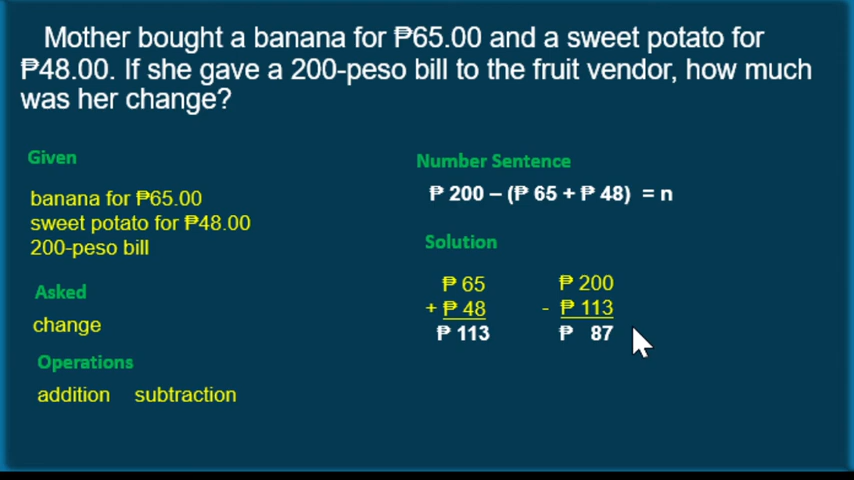 Mother bought a banana for ₱65.00 and a sweet potato for
₱48.00. If she gave a 200-peso bill to the fruit vendor, how much
was her change?
Given
banana for ₱65.00
sweet potato for ₱48.00
200-peso bill
Asked
change
Operations
addition subtraction
Number Sentence
₱ 200 – (₱ 65 + ₱ 48) = n
Solution
₱ 65
+ ₱ 48
₱ 113
₱ 200
- ₱ 113
₱ 87